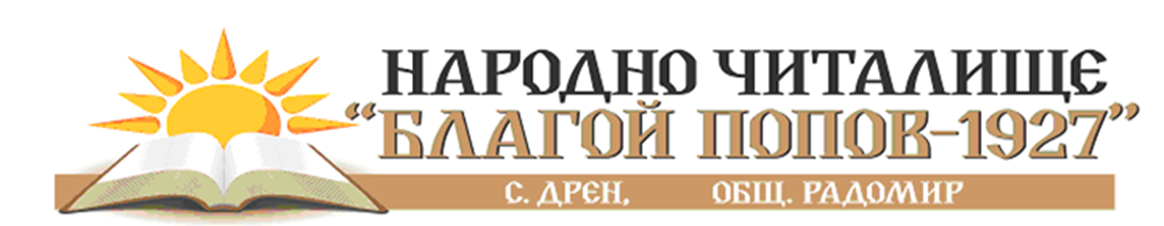 НАРОДНО ЧИТАЛИЩЕ
“БЛАГОЙ ПОПОВ-1927”
С. ДРЕН, ОБЩ. РАДОМИР